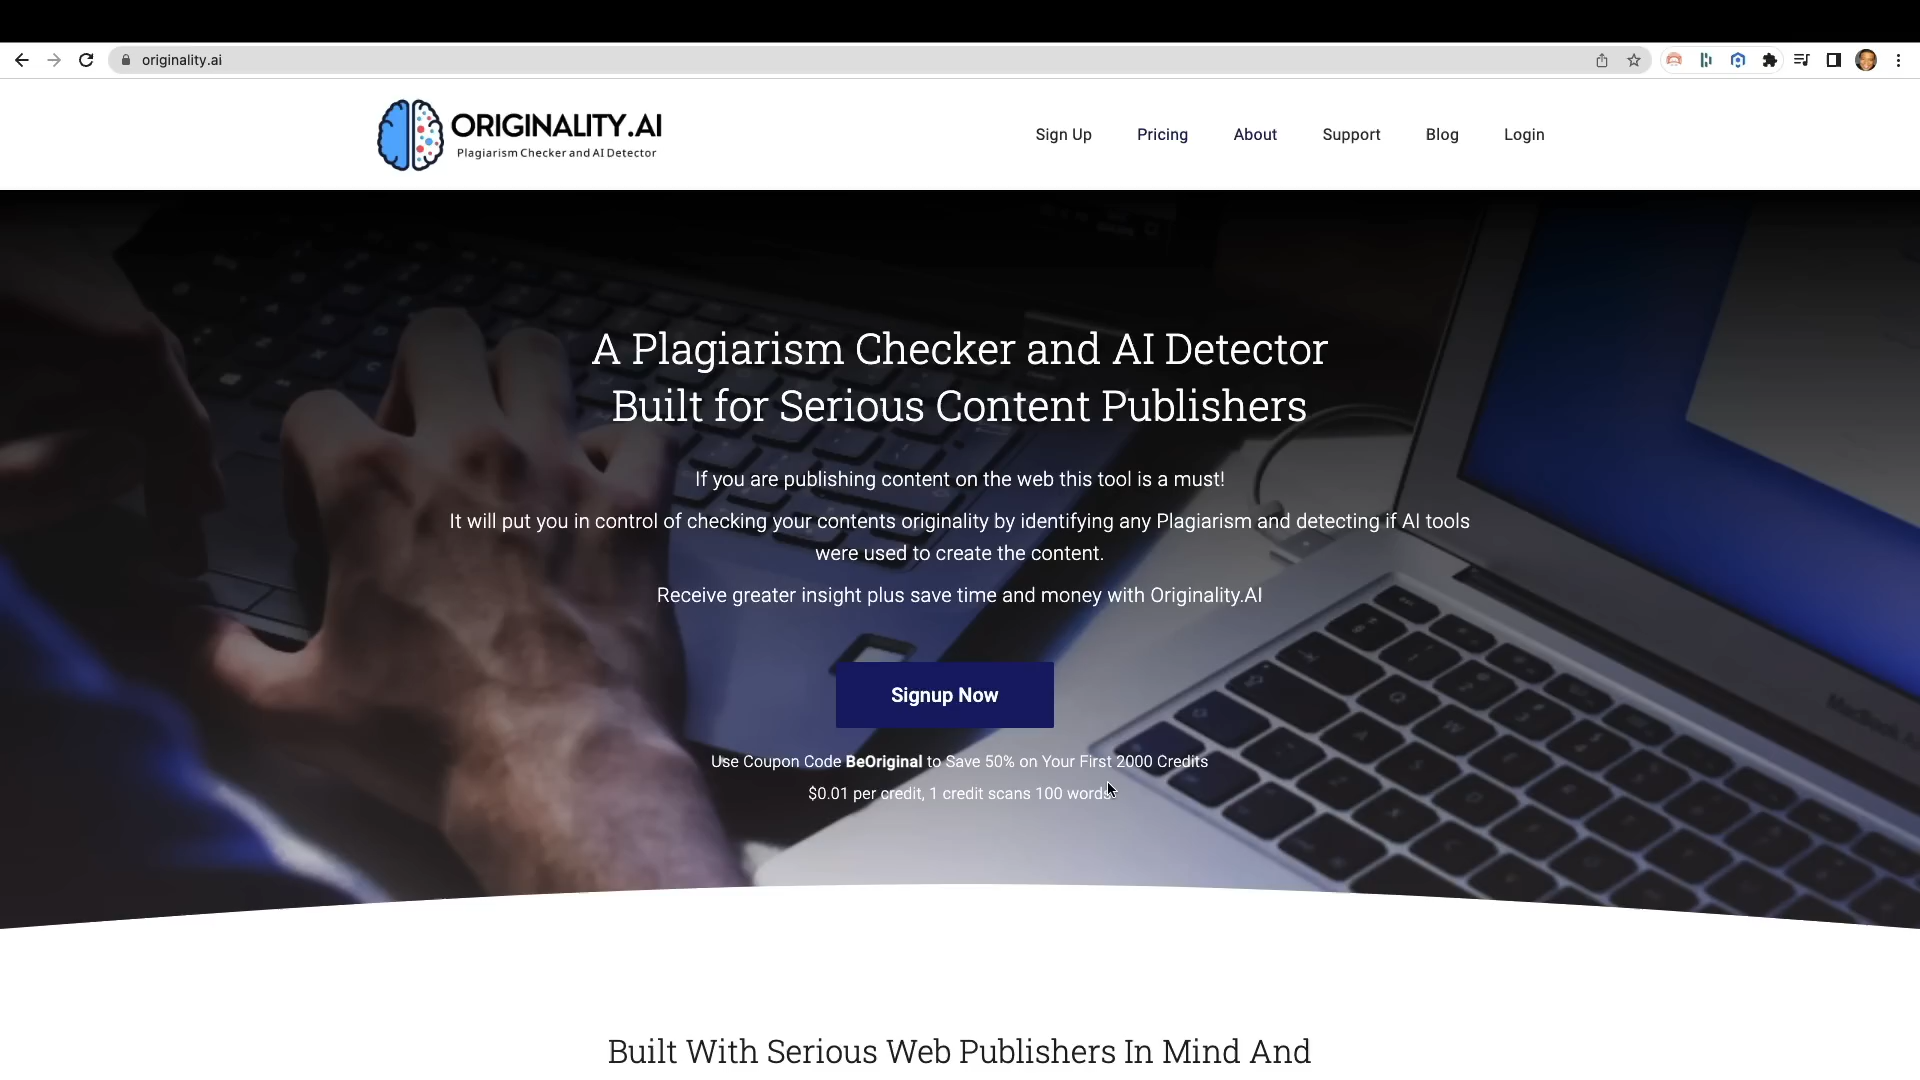 originality.ai
ORIGINALITY.AI
Plagiarism Checker and AI Detector
Sign Up
Pricing
About
Support
Blog
Login
A Plagiarism Checker and AI Detector
Built for Serious Content Publishers
If you are publishing content on the web this tool is a must!
It will put you in control of checking your contents originality by identifying any Plagiarism and detecting if AI tools
were used to create the content.
Receive greater insight plus save time and money with Originality.AI
Signup Now
Use Coupon Code BeOriginal to Save 50% on Your First 2000 Credits
$0.01 per credit, 1 credit scans 100 words
Built With Serious Web Publishers In Mind And